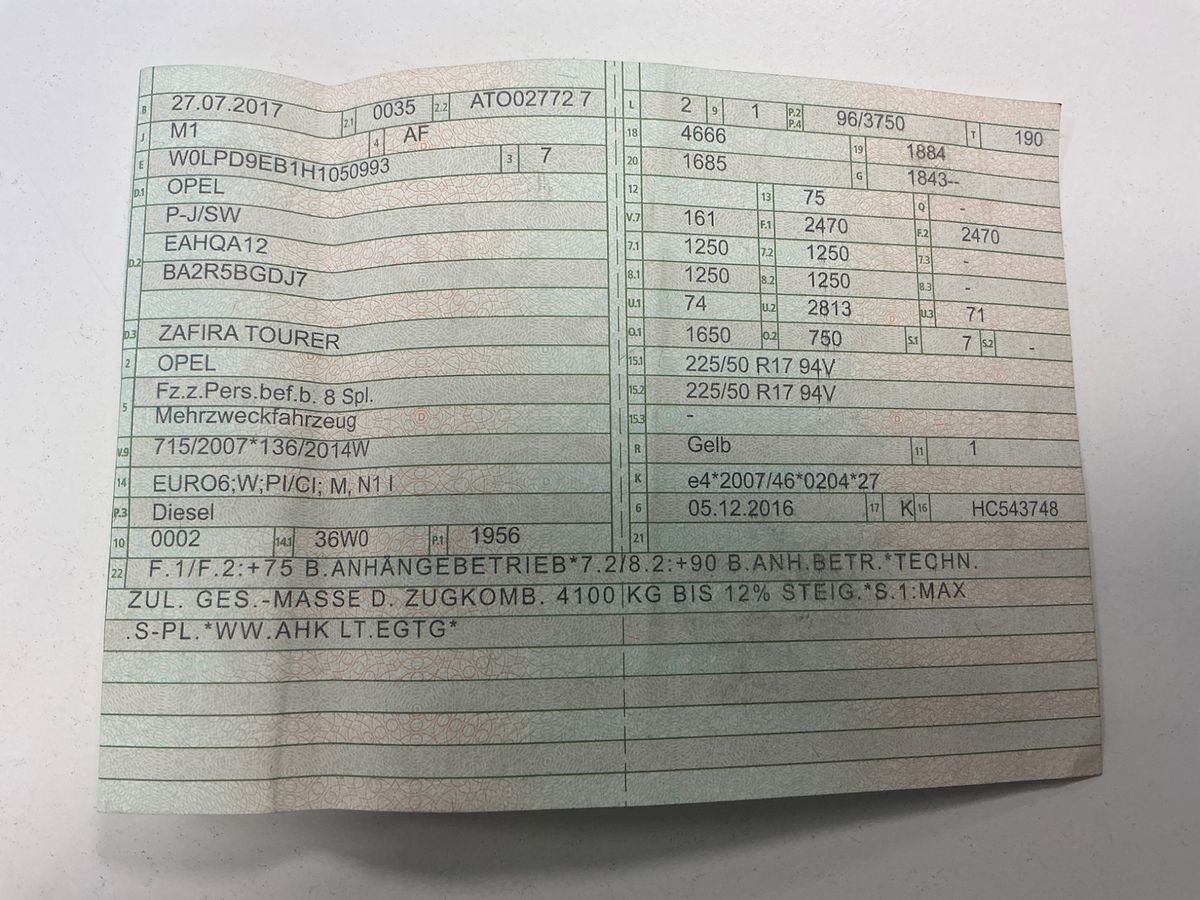 B 27.07.2017 2.1 0035 2.2 ATO02772 7
J M1 4 AF
E W0LPD9EB1H1050993 3 7
D.1 OPEL
P-J/SW
D.2 EAHQA12
BA2R5BGDJ7
D.3 ZAFIRA TOURER
2 OPEL
5 Fz.z.Pers.bef.b. 8 Spl.
Mehrzweckfahrzeug
V.9 715/2007*136/2014W
14 EURO6;W;PI/CI; M, N1 I
P.3 Diesel
10 0002 14.1 36W0 P.1 1956
L 2 9 1 P.2 P.4 96/3750 T 190
18 4666 19 1884
20 1685 G 1843--
12 13 75 Q -
V.7 161 F.1 2470 F.2 2470
7.1 1250 7.2 1250 7.3 -
8.1 1250 8.2 1250 8.3 -
U.1 74 U.2 2813 U.3 71
O.1 1650 O.2 750 S.1 7 S.2 -
15.1 225/50 R17 94V
15.2 225/50 R17 94V
15.3 -
R Gelb 11 1
K e4*2007/46*0204*27
6 05.12.2016 17 K 16 HC543748
21
22 F.1/F.2:+75 B.ANHÄNGEBETRIEB*7.2/8.2:+90 B.ANH.BETR.*TECHN.
ZUL. GES.-MASSE D. ZUGKOMB. 4100 KG BIS 12% STEIG.*S.1:MAX
.S-PL.*WW.AHK LT.EGTG*